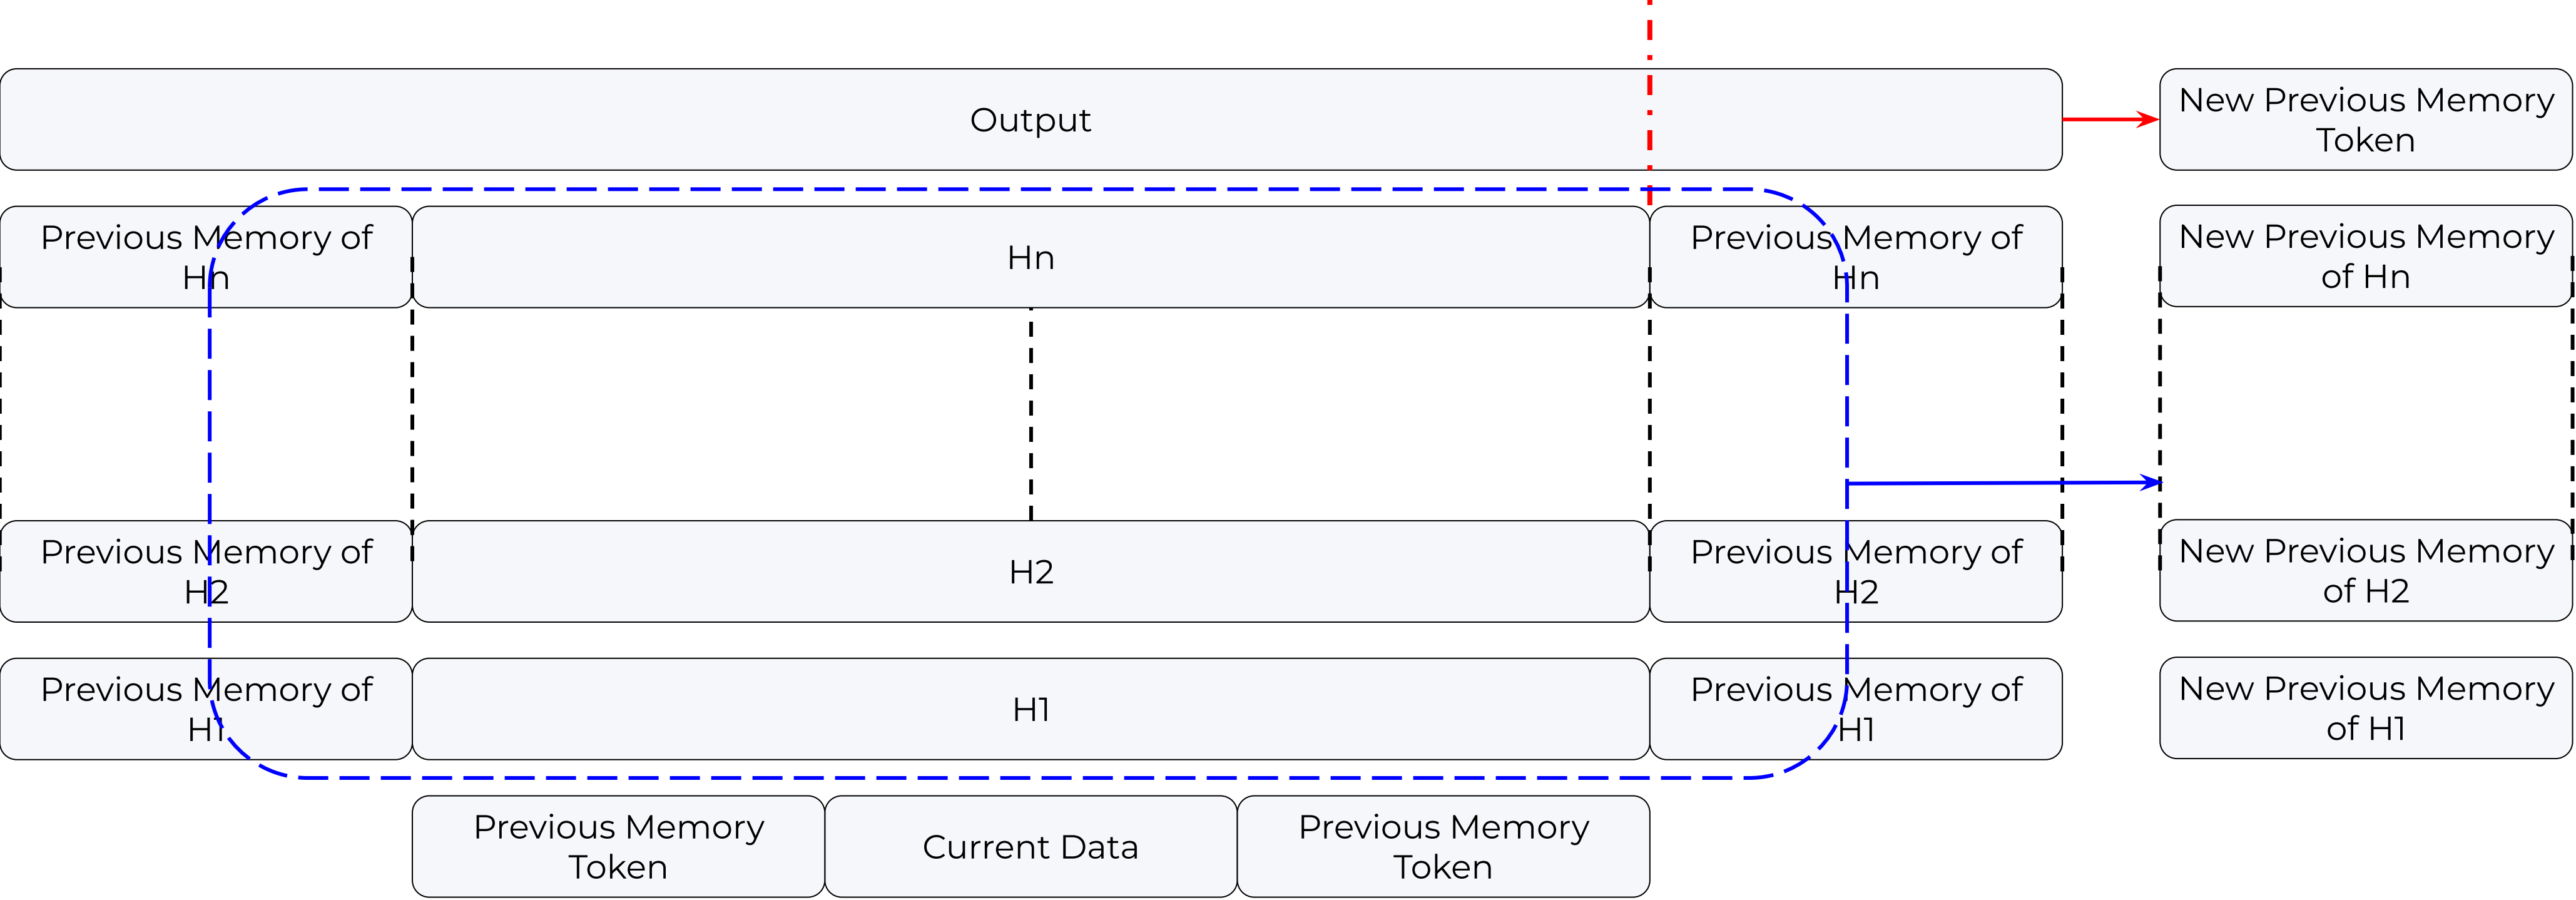 Output
New Previous Memory
Token
Previous Memory of
Hn
Hn
Previous Memory of
Hn
New Previous Memory
of Hn
Previous Memory of
H2
H2
Previous Memory of
H2
New Previous Memory
of H2
Previous Memory of
H1
H1
Previous Memory of
H1
New Previous Memory
of H1
Previous Memory
Token
Current Data
Previous Memory
Token